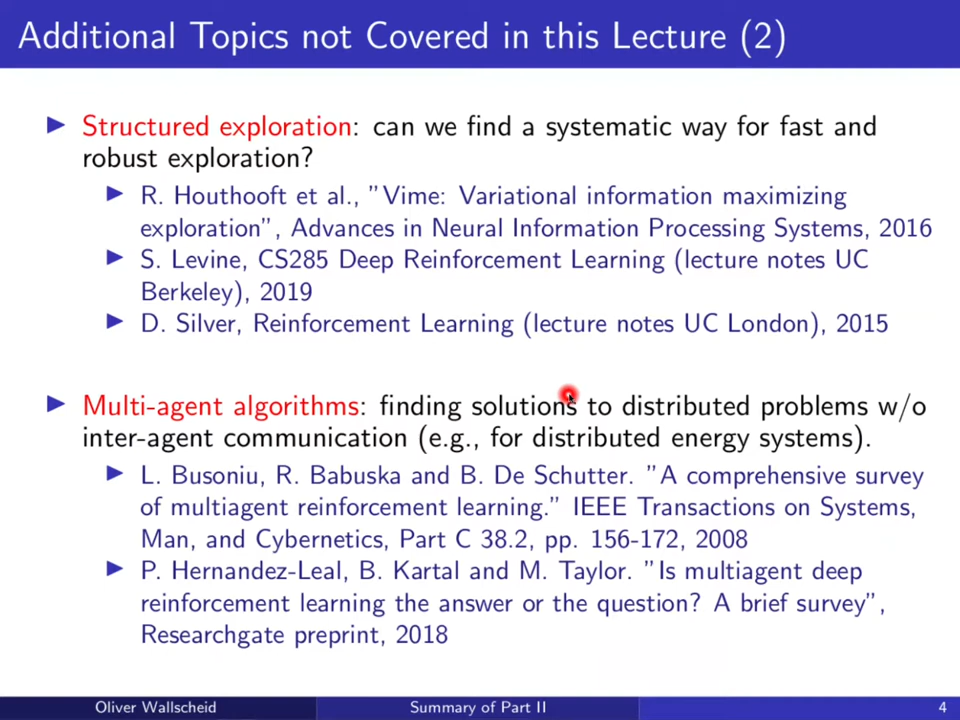 Additional Topics not Covered in this Lecture (2)
Structured exploration: can we find a systematic way for fast and
robust exploration?
R. Houthooft et al., "Vime: Variational information maximizing
exploration", Advances in Neural Information Processing Systems, 2016
S. Levine, CS285 Deep Reinforcement Learning (lecture notes UC
Berkeley), 2019
D. Silver, Reinforcement Learning (lecture notes UC London), 2015
Multi-agent algorithms: finding solutions to distributed problems w/o
inter-agent communication (e.g., for distributed energy systems).
L. Busoniu, R. Babuska and B. De Schutter. "A comprehensive survey
of multiagent reinforcement learning." IEEE Transactions on Systems,
Man, and Cybernetics, Part C 38.2, pp. 156-172, 2008
P. Hernandez-Leal, B. Kartal and M. Taylor. "Is multiagent deep
reinforcement learning the answer or the question? A brief survey",
Researchgate preprint, 2018
Oliver Wallscheid Summary of Part II 4